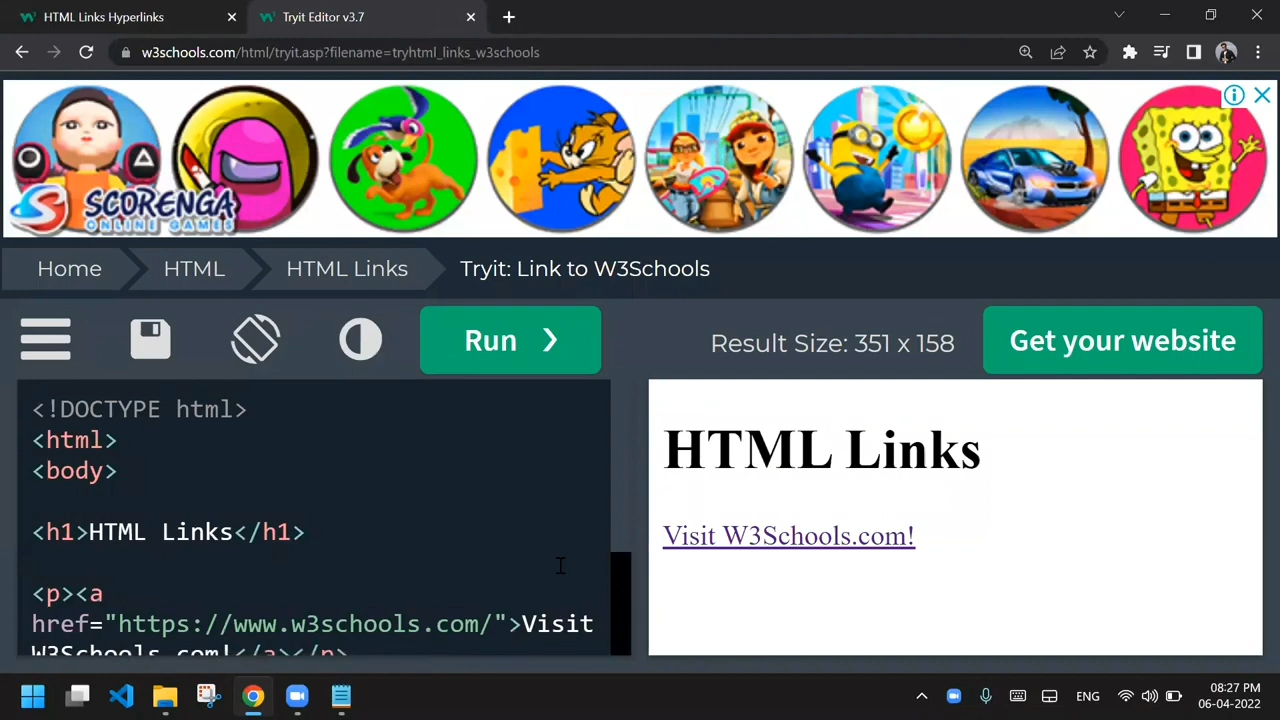 HTML Links Hyperlinks
Tryit Editor v3.7
w3schools.com/html/tryit.asp?filename=tryhtml_links_w3schools
SCORENGA
ONLINE GAMES
Home
HTML
HTML Links
Tryit: Link to W3Schools
Run ❯
Result Size: 351 x 158
Get your website
<!DOCTYPE html>
<html>
<body>
<h1>HTML Links</h1>
<p><a
href="https://www.w3schools.com/">Visit
W3Schools.com!</a></p>
HTML Links
Visit W3Schools.com!
ENG
08:27 PM
06-04-2022